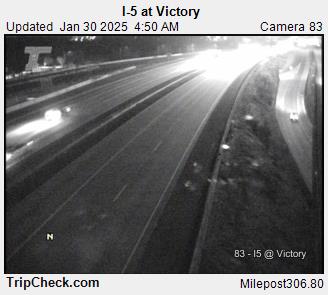 I-5 at Victory
Updated Jan 30 2025 4:50 AM Camera 83
N
83 - I5 @ Victory
TripCheck.com Milepost306.80